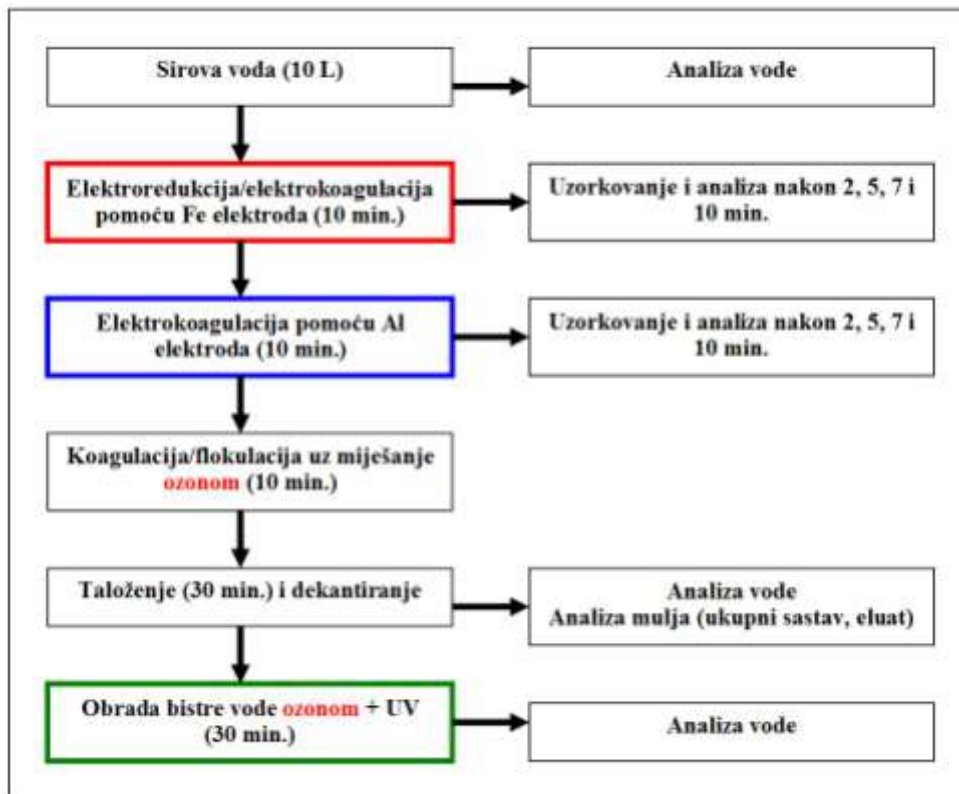 Sirova voda (10 L)
Analiza vode
Elektroredukcija/elektrokoagulacija
pomoću Fe elektroda (10 min.)
Uzorkovanje i analiza nakon 2, 5, 7 i
10 min.
Elektrokoagulacija pomoću Al
elektroda (10 min.)
Uzorkovanje i analiza nakon 2, 5, 7 i
10 min.
Koagulacija/flokulacija uz miješanje
ozonom (10 min.)
Taloženje (30 min.) i dekantiranje
Analiza vode
Analiza mulja (ukupni sastav, eluat)
Obrada bistre vode ozonom + UV
(30 min.)
Analiza vode